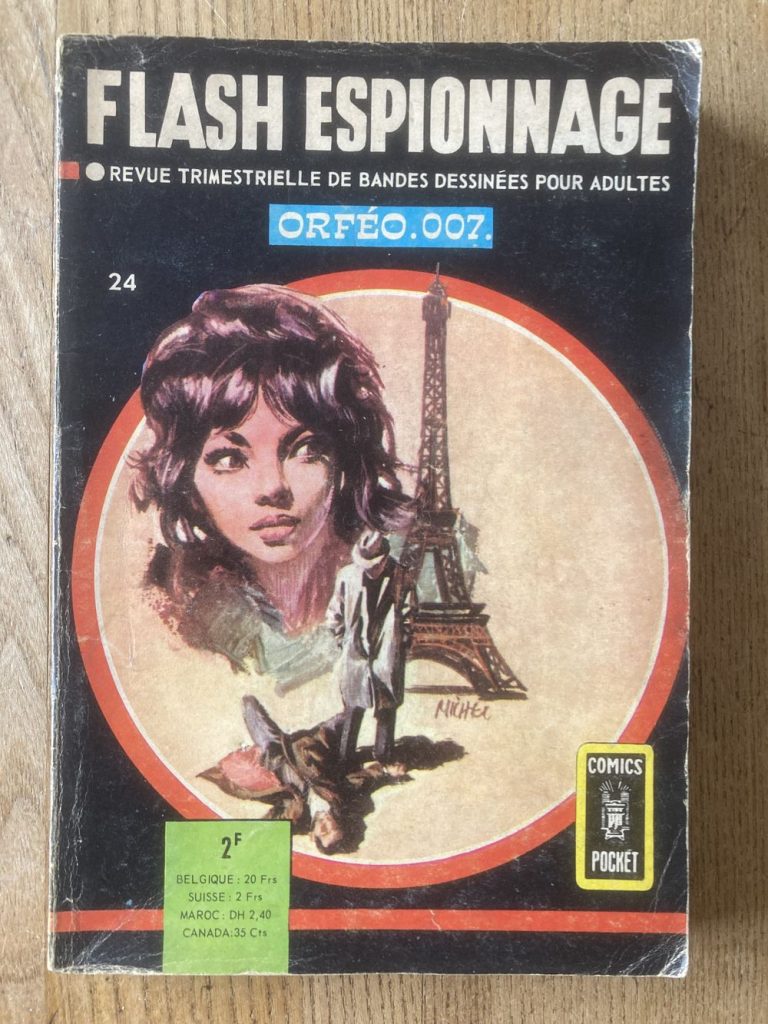 FLASH ESPIONNAGE
REVUE TRIMESTRIELLE DE BANDES DESSINÉES POUR ADULTES
ORFÉO.007.
24
MICHEL
COMICS
POCKET
2F
BELGIQUE : 20 Frs
SUISSE : 2 Frs
MAROC : DH 2,40
CANADA:35 Cts